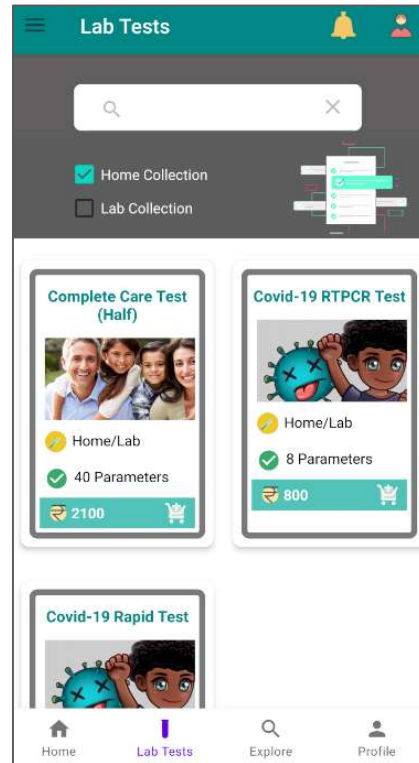 Lab Tests
Home Collection
Lab Collection
Complete Care Test
(Half)
Home/Lab
40 Parameters
₹ 2100
Covid-19 RTPCR Test
Home/Lab
8 Parameters
₹ 800
Covid-19 Rapid Test
Home
Lab Tests
Explore
Profile